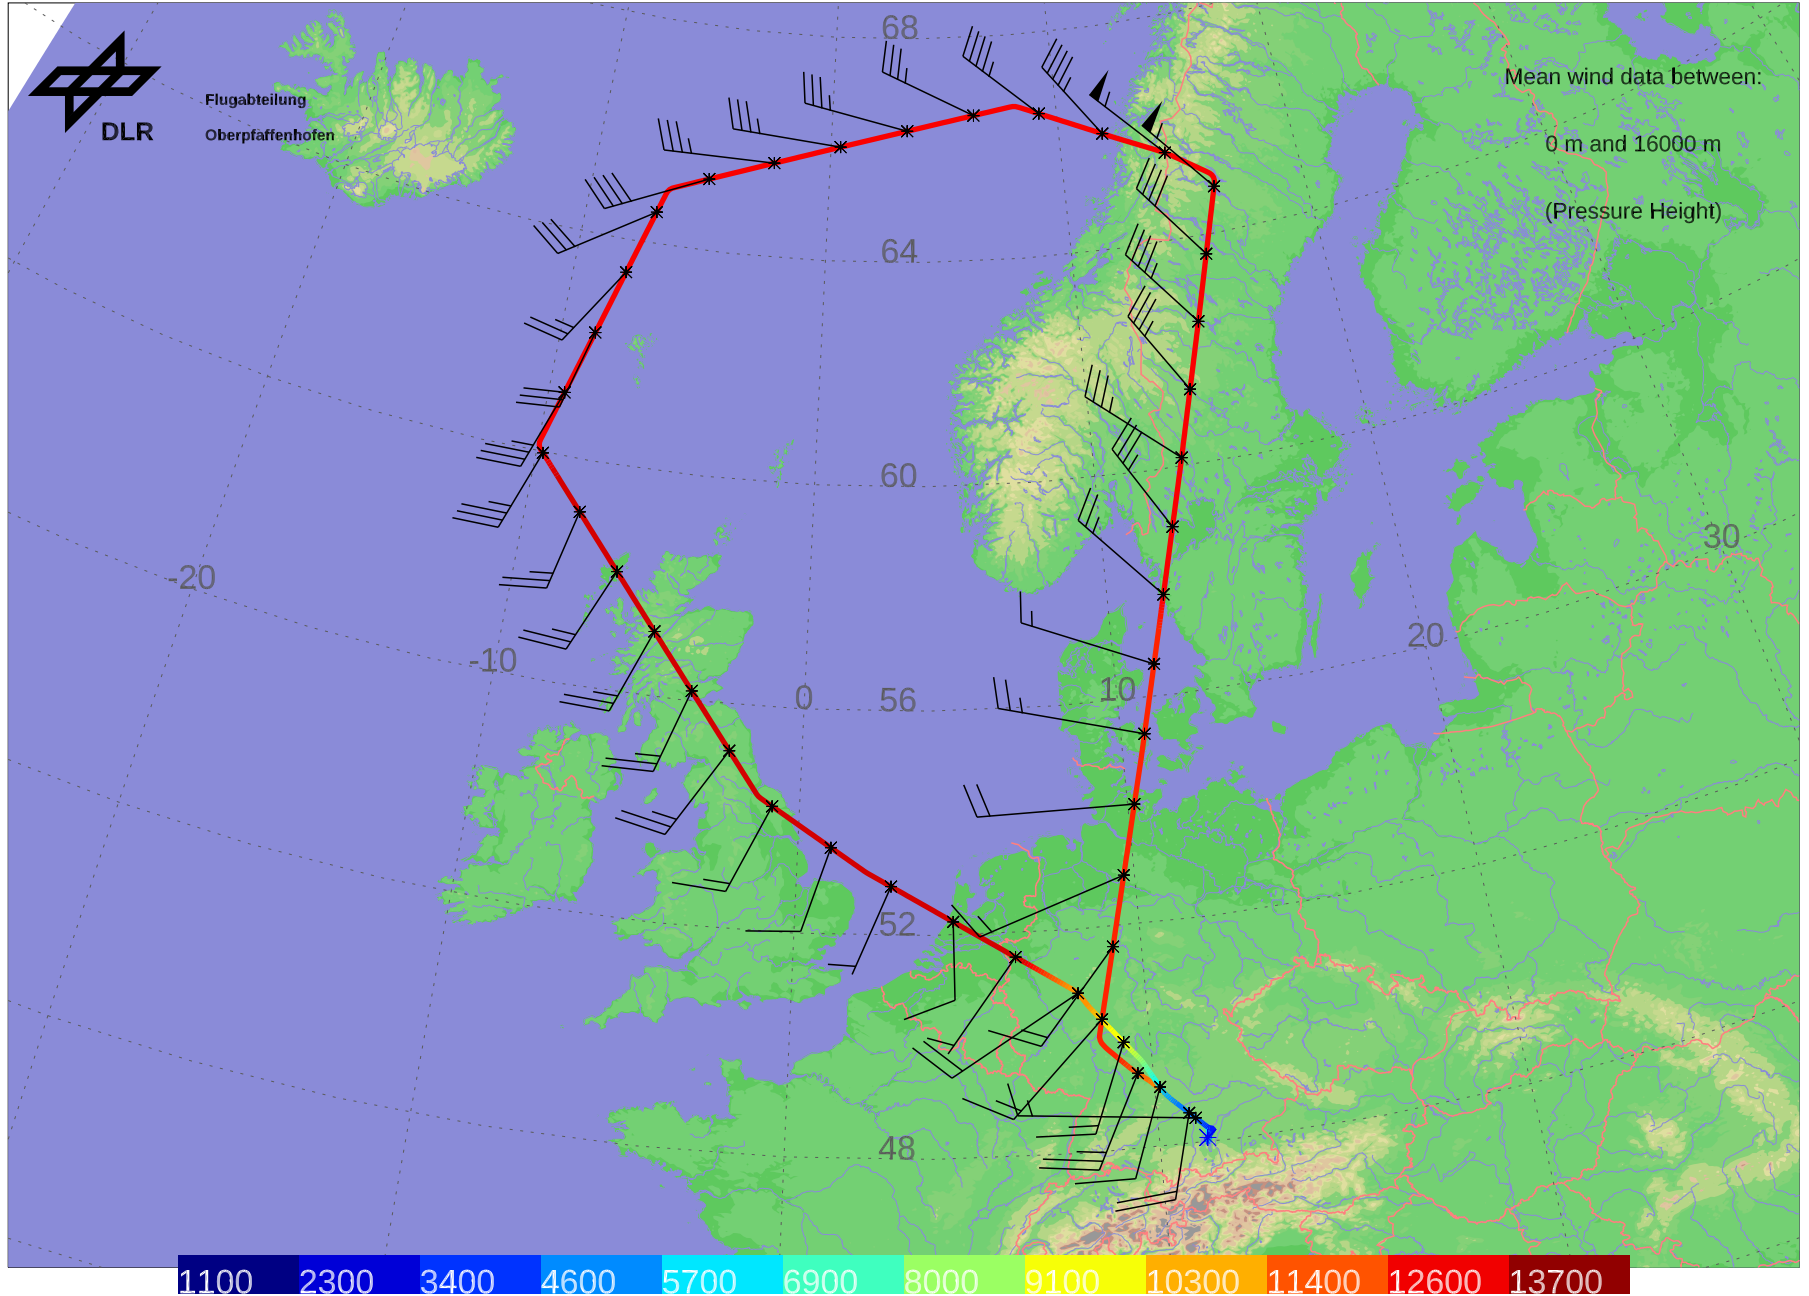 68
Mean wind data between:
Flugabteilung
DLR
Oberpfaffenhofen
0 m and 16000 m
(Pressure Height)
64
60
30
-20
20
-10
0
56
10
52
48
1100 2300 3400 4600 5700 6900 8000 9100 10300 11400 12600 13700